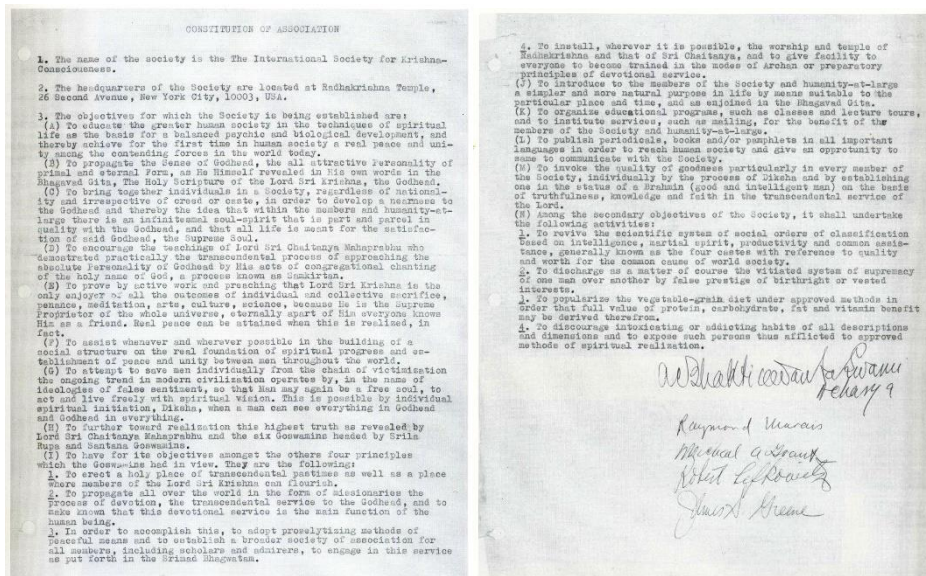 CONSTITUTION OF ASSOCIATION
1. The name of the society is the The International Society for Krishna-
Consciousness.
2. The headquarters of the Society are located at Radhakrishna Temple,
26 Second Avenue, New York City, 10003, USA.
3. The objectives for which the Society is being established are:
(A) To educate the greater human society in the techniques of spiritual
life as the basis for a balanced psychic and biological development, and
thereby achieve for the first time in human society a real peace and uni-
ty among the contending forces in the world today.
(B) To propagate the Sense of Godhead, the all attractive Personality of
primal and eternal Form, as He Himself revealed in His own words in the
Bhagavad Gita, The Holy Scripture of the Lord Sri Krishna, the Godhead.
(C) To bring together individuals in a Society, regardless of national-
ity and irrespective of creed or caste, in order to develop a nearness to
the Godhead and thereby the idea that within the members and humanity-at-
large there is an infinitesimal soul-spirit that is part and parcel in
quality with the Godhead, and that all life is meant for the satisfac-
tion of said Godhead, the Supreme Soul.
(D) To encourage the teachings of Lord Sri Chaitanya Mahaprabhu who
demostrated practically the transcendental process of approaching the
absolute Personality of Godhead by His acts of congregational chanting
of the holy name of God, a process known as Samkirtan.
(E) To prove by active work and preaching that Lord Sri Krishna is the
only enjoyer of all the outcomes of individual and collective sacrifice,
penance, meditation, arts, culture, science, because He is the Supreme
Proprietor of the whole universe, eternally apart of Him everyone knows
Him as a friend. Real peace can be attained when this is realized, in
fact.
(F) To assist whenever and wherever possible in the building of a
social structure on the real foundation of spiritual progress and es-
tablishment of peace and unity between men throughout the world.
(G) To attempt to save men individually from the chain of victimization
the ongoing trend in modern civilization operates by, in the name of
ideologies of false sentiment, so that Man may again be a free soul, to
act and live freely with spiritual vision. This is possible by individual
spiritual initiation, Diksha, when a man can see everything in Godhead
and Godhead in everything.
(H) To further toward realization this highest truth as revealed by
Lord Sri Chaitanya Mahaprabhu and the six Goswamins headed by Srila
Rupa and Santana Goswamins.
(I) To have for its objectives amongst the others four principles
which the Goswamins had in view. They are the following:
1. To erect a holy place of transcendental pastimes as well as a place
where members of the Lord Sri Krishna can flourish.
2. To propagate all over the world in the form of missionaries the
process of devotion, the transcendental service to the Godhead, and to
make known that this devotional service is the main function of the
human being.
3. In order to accomplish this, to adopt proselytizing methods of
peaceful means and to establish a broader society of association for
all members, including scholars and admirers, to engage in this service
as put forth in the Srimad Bhagwatam.
4. To install, wherever it is possible, the worship and temple of
Radhakrishna and that of Sri Chaitanya, and to give facility to
everyone to become trained in the modes of Archan or preparatory
principles of devotional service.
(J) To introduce to the members of the Society and humanity-at-large
a simpler and more natural purpose in life by means suitable to the
particular place and time, and as enjoined in the Bhagavad Gita.
(K) To organise educational programs, such as classes and lecture tours,
and to institute services, such as mailing, for the benefit of the
members of the Society and humanity-at-large.
(L) To publish periodicals, books and/or pamphlets in all important
languages in order to reach human society and give an opprctunity to
same to communicate with the Society.
(M) To invoke the quality of goodness particularly in every member of
the Society, individually by the process of Diksha and by establishing
one in the status of a Brahmin (good and intelligent man) on the basis
of truthfulness, knowledge and faith in the transcendental service of
the Lord.
(N) Among the secondary objectives of the Society, it shall undertake
the following activities:
1. To revive the scientific system of social orders of classification
based on intelligence, martial spirit, productivity and common assis-
tance, generally known as the four castes with reference to quality
and worth for the common cause of world society.
2. To discharge as a matter of course the vitiated system of supremacy
of one man over another by false prestige of birthright or vested
interests.
3. To popularize the vegetable-grain diet under approved methods in
order that full value of protein, carbohydrate, fat and vitamin benefit
may be derived therefrom.
4. To discourage intoxicating or addicting habits of all descriptions
and dimensions and to expose such persons thus afflicted to approved
methods of spiritual realization.
A C Bhaktivedanta Swami
Acharya
Raymond Marais
Michael A Grant
Robert Lefkowitz
James S. Greene